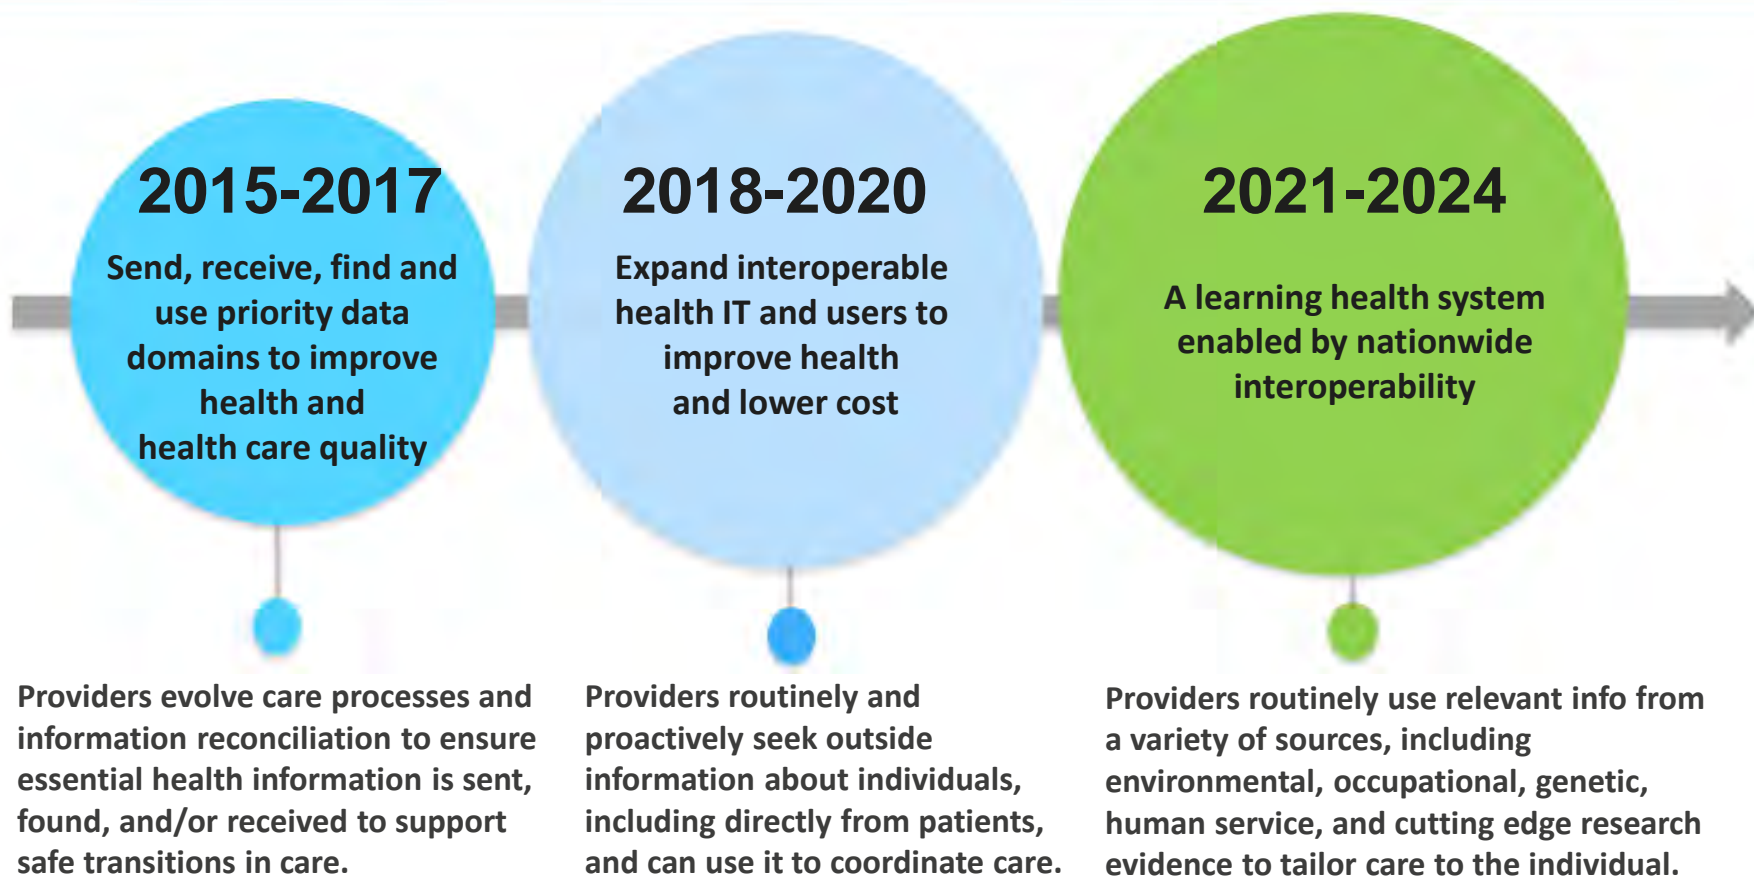 2015-2017
Send, receive, find and
use priority data
domains to improve
health and
health care quality
2018-2020
Expand interoperable
health IT and users to
improve health
and lower cost
2021-2024
A learning health system
enabled by nationwide
interoperability
Providers evolve care processes and
information reconciliation to ensure
essential health information is sent,
found, and/or received to support
safe transitions in care.
Providers routinely and
proactively seek outside
information about individuals,
including directly from patients,
and can use it to coordinate care.
Providers routinely use relevant info from
a variety of sources, including
environmental, occupational, genetic,
human service, and cutting edge research
evidence to tailor care to the individual.